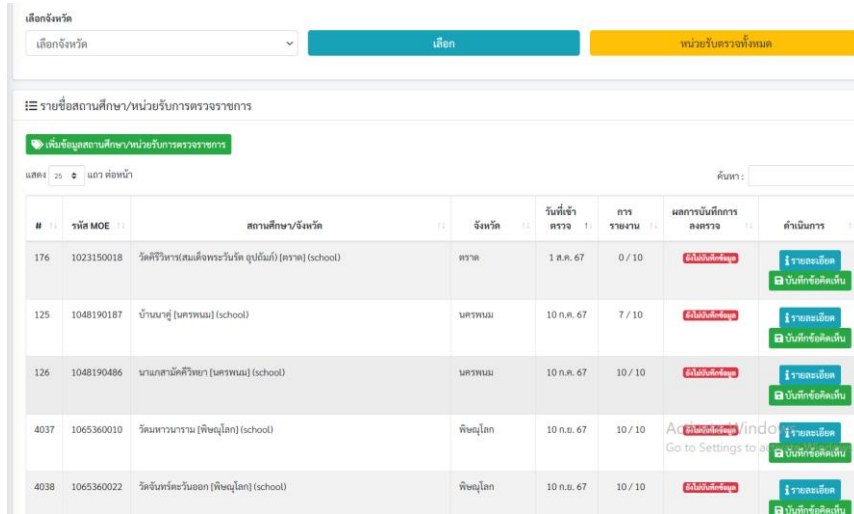 เลือกจังหวัด
เลือกจังหวัด เลือก หน่วยรับตรวจทั้งหมด
รายชื่อสถานศึกษา/หน่วยรับการตรวจราชการ
เพิ่มข้อมูลสถานศึกษา/หน่วยรับการตรวจราชการ
แสดง 25 แถว ต่อหน้า ค้นหา :
วันที่เข้า การ ผลการบันทึกการ
# รหัส MOE สถานศึกษา/จังหวัด จังหวัด ตรวจ รายงาน ลงตรวจ ดำเนินการ
176 1023150018 วัดคิรีวิหาร(สมเด็จพระวันรัต อุปถัมภ์) [ตราด] (school) ตราด 1 ส.ค. 67 0 / 10 ยังไม่บันทึกข้อมูล รายละเอียด
บันทึกข้อคิดเห็น
125 1048190187 บ้านนาคู่ [นครพนม] (school) นครพนม 10 ก.ค. 67 7 / 10 ยังไม่บันทึกข้อมูล รายละเอียด
บันทึกข้อคิดเห็น
126 1048190486 นาแกสามัคคีวิทยา [นครพนม] (school) นครพนม 10 ก.ค. 67 10 / 10 ยังไม่บันทึกข้อมูล รายละเอียด
บันทึกข้อคิดเห็น
4037 1065360010 วัดมหาวนาราม [พิษณุโลก] (school) พิษณุโลก 10 ก.ย. 67 10 / 10 ยังไม่บันทึกข้อมูล รายละเอียด
Go to Settings to บันทึกข้อคิดเห็น
4038 1065360022 วัดจันทร์ตะวันออก [พิษณุโลก] (school) พิษณุโลก 10 ก.ย. 67 10 / 10 ยังไม่บันทึกข้อมูล รายละเอียด
บันทึกข้อคิดเห็น